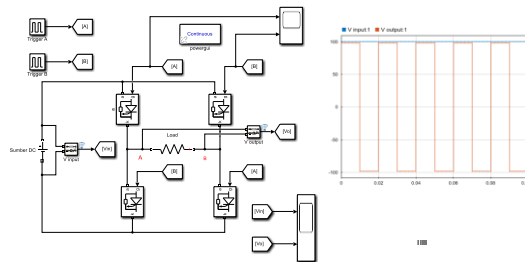 Trigger A
[A]
Trigger B
[B]
Continuous
powergui
[A]
[B]
Sumber DC
V input
[Vin]
Load
A
V output
[Vo]
[B]
[A]
[Vin]
[Vo]
V input:1 V output:1
100
50
0
-50
-100
0 0.02 0.04 0.06 0.08